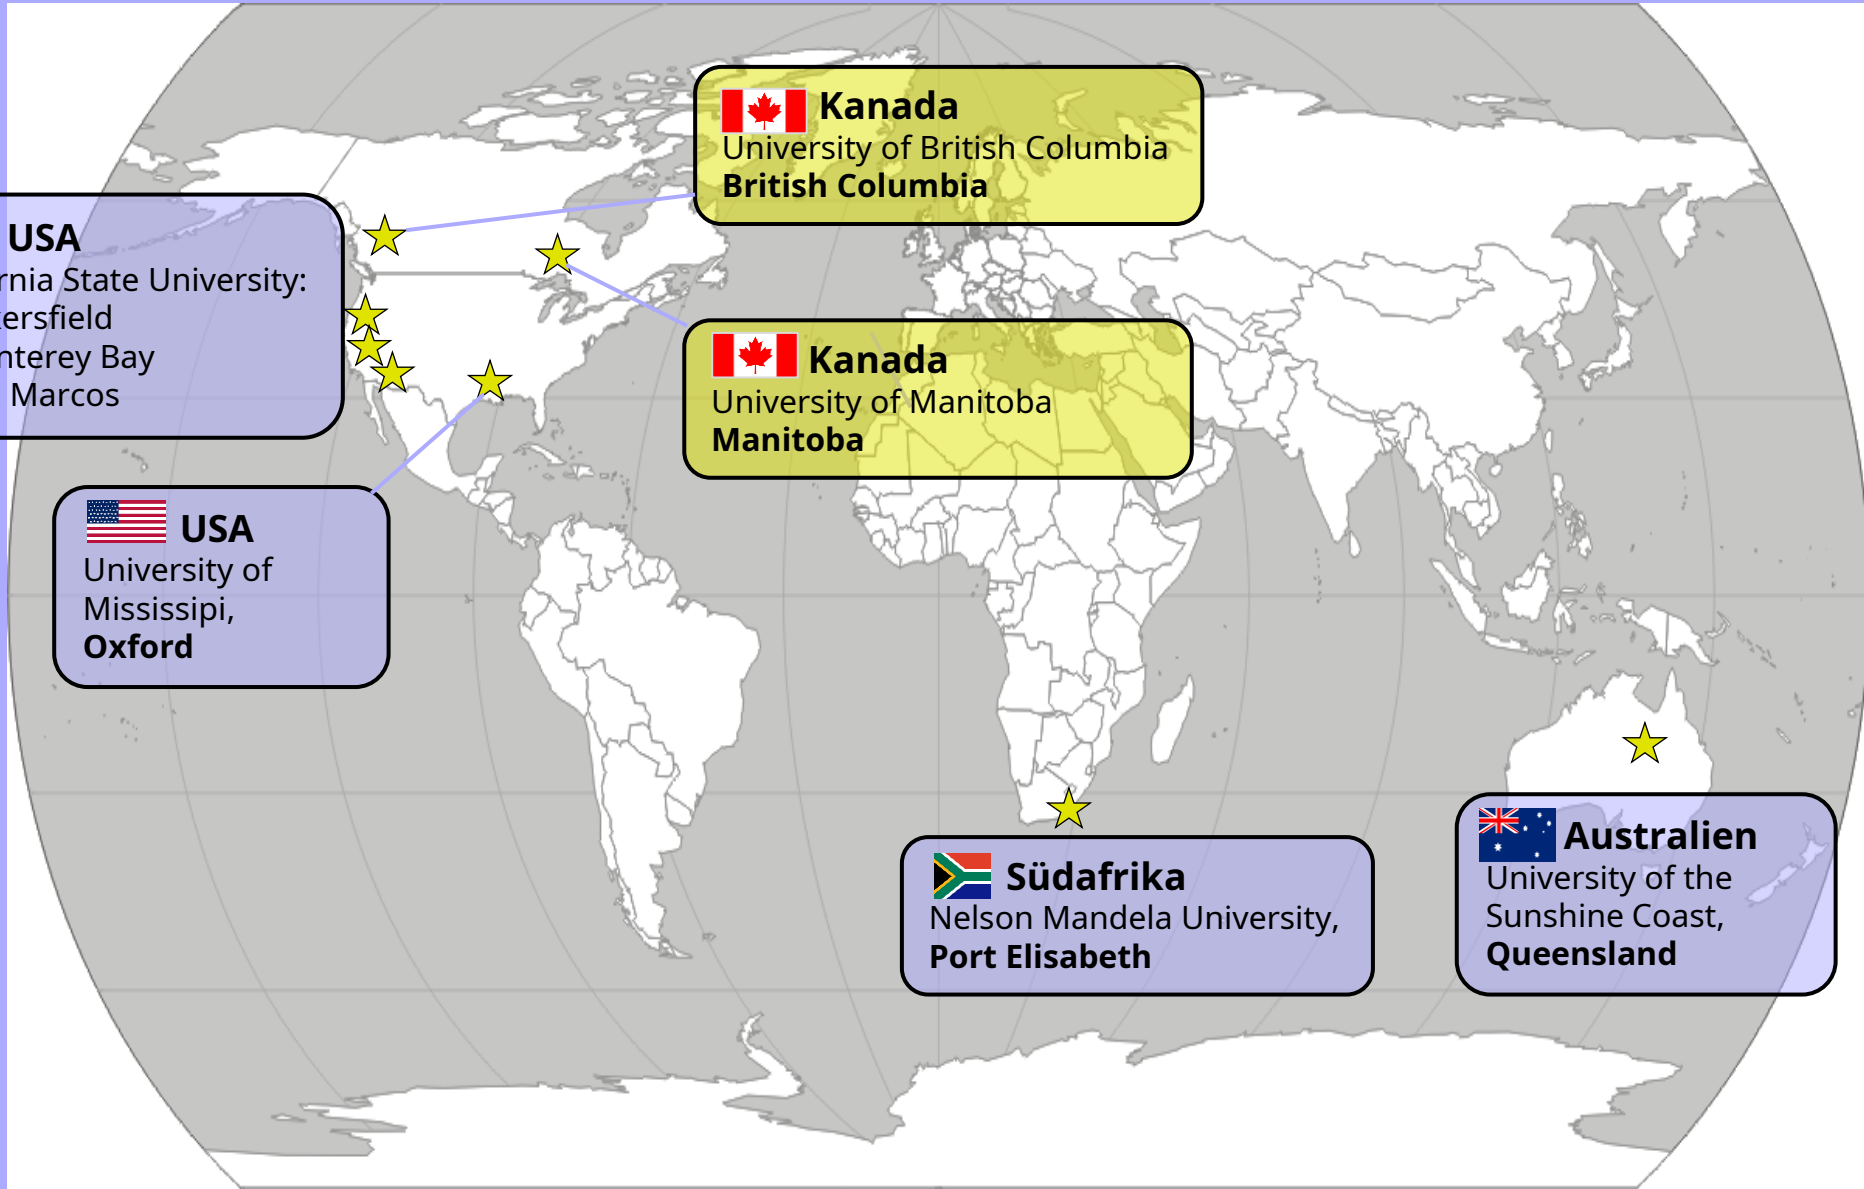 Kanada
University of British Columbia
British Columbia
USA
rnia State University:
ersfield
nterey Bay
Marcos
Kanada
University of Manitoba
Manitoba
USA
University of
Mississipi,
Oxford
Südafrika
Nelson Mandela University,
Port Elisabeth
Australien
University of the
Sunshine Coast,
Queensland